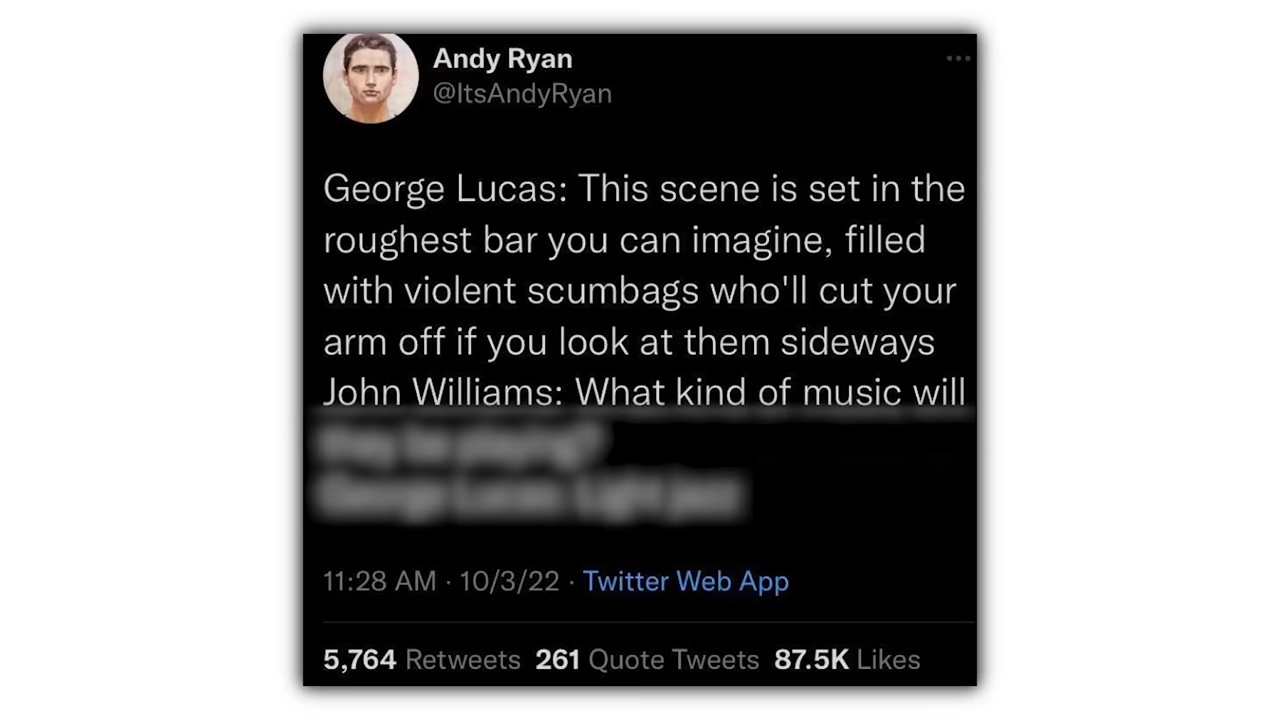 Andy Ryan
@ItsAndyRyan
George Lucas: This scene is set in the
roughest bar you can imagine, filled
with violent scumbags who'll cut your
arm off if you look at them sideways
John Williams: What kind of music will
11:28 AM · 10/3/22 · Twitter Web App
5,764 Retweets 261 Quote Tweets 87.5K Likes